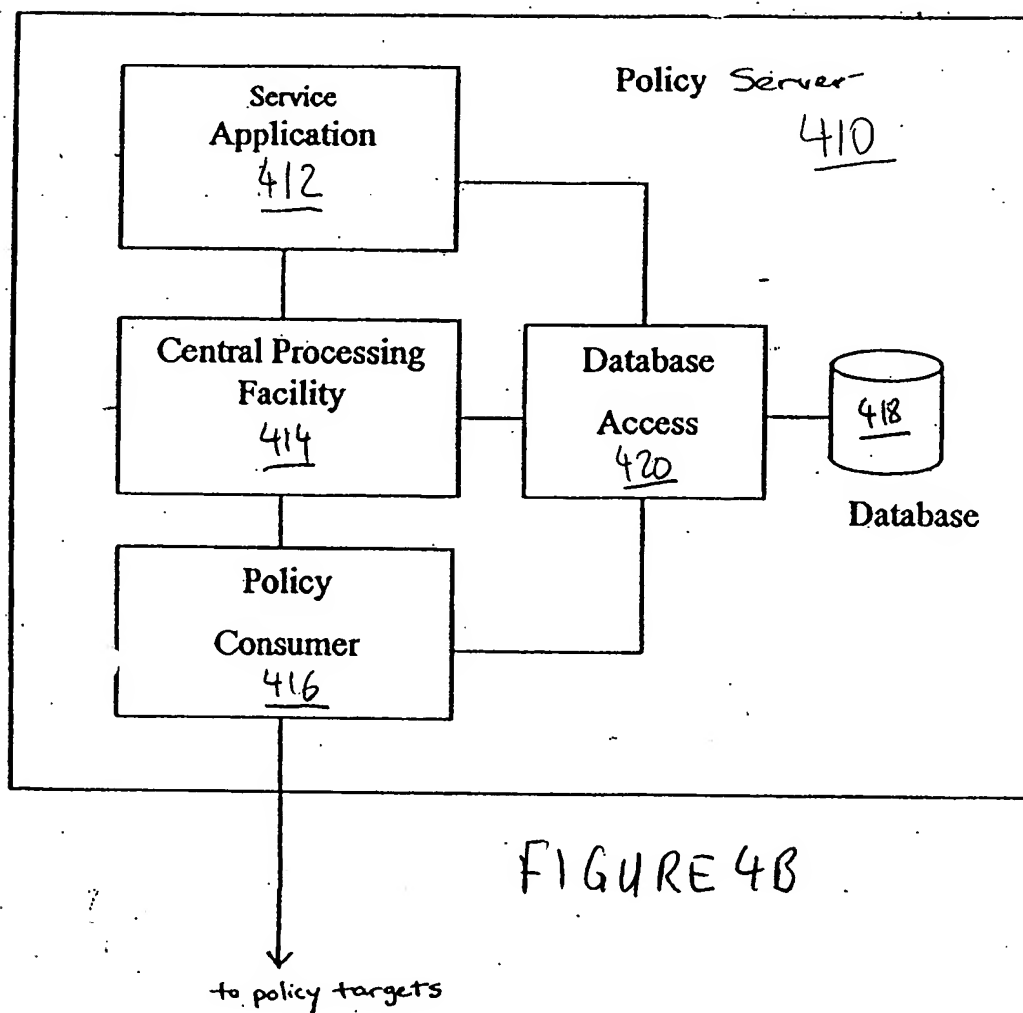 Service
Application
412
Policy Server
410
Central Processing
Facility
414
Database
Access
420
418
Database
Policy
Consumer
416
FIGURE 4B
to policy targets